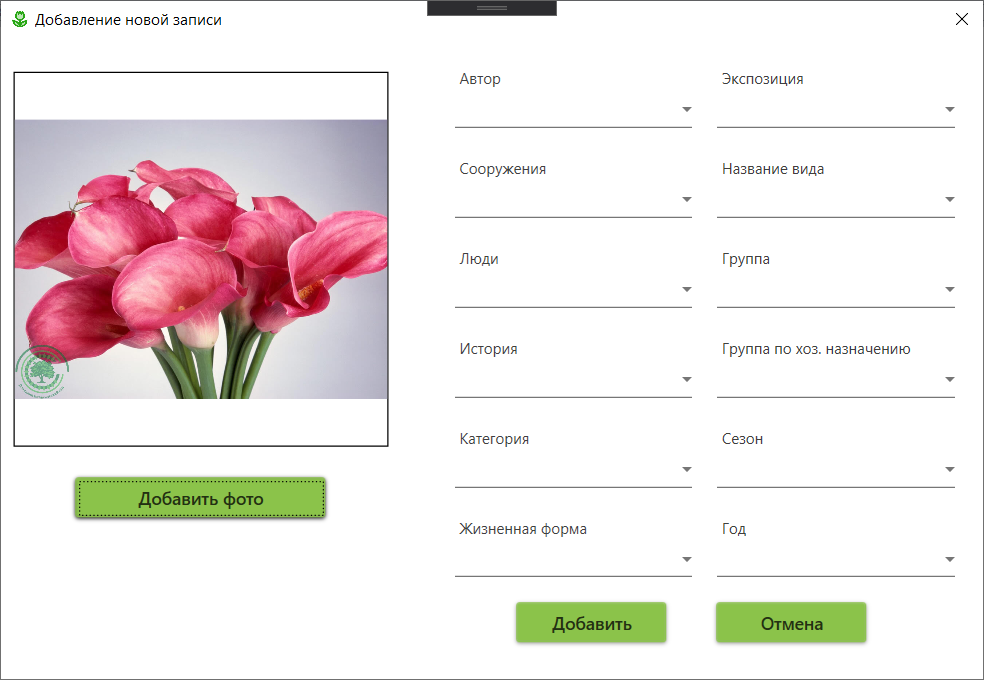 Добавление новой записи
Автор
Экспозиция
Сооружения
Название вида
Люди
Группа
История
Группа по хоз. назначению
Категория
Сезон
Жизненная форма
Год
Добавить фото
Добавить
Отмена